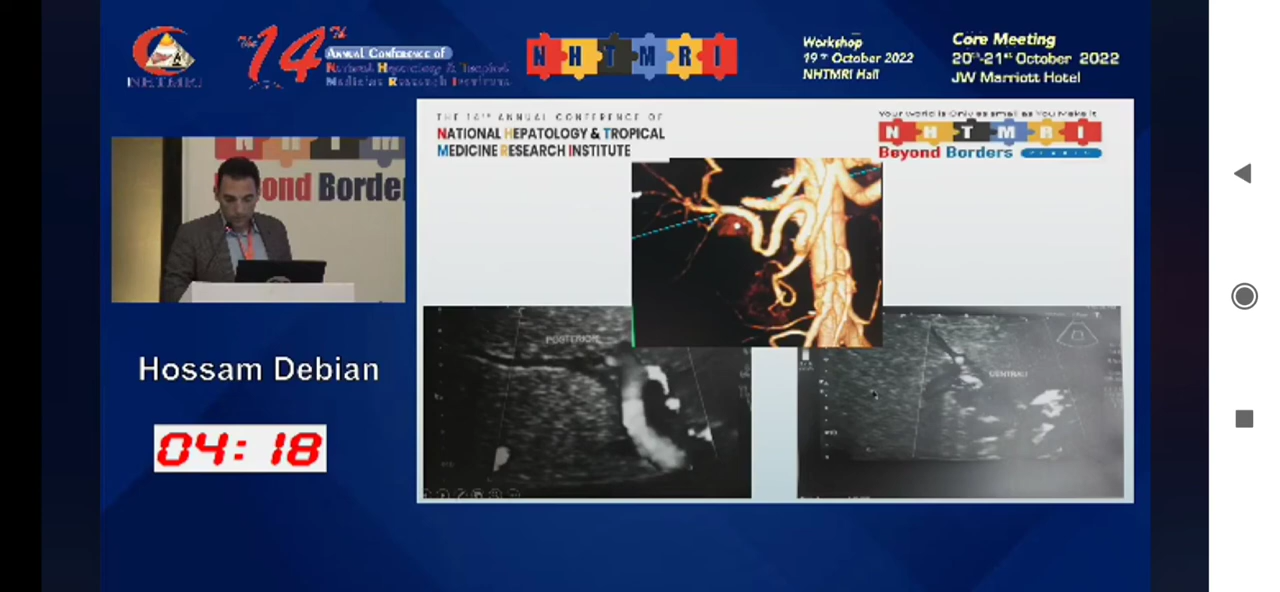 The 14Th
ANNUAL CONFERENCE OF
National Hepatology & Tropical
Medicine Research Institute
NHTMRI
NHTMRI
Workshop
19th October 2022
NHTMRI Hall
Core Meeting
20th-21st October 2022
JW Marriott Hotel
THE 14TH ANNUAL CONFERENCE OF
NATIONAL HEPATOLOGY & TROPICAL
MEDICINE RESEARCH INSTITUTE
Your World is Only as small as You Make it
NHTMRI
Beyond Borders
ond Border
POSTERIOR
Hossam Debian
04:18